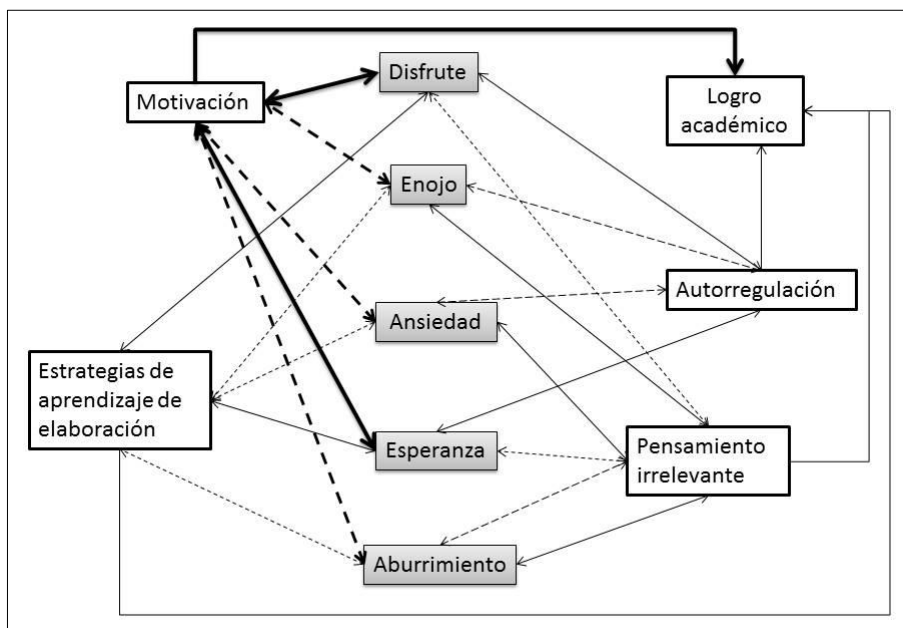 Motivación
Disfrute
Logro
académico
Enojo
Autorregulación
Ansiedad
Estrategias de
aprendizaje de
elaboración
Esperanza
Pensamiento
irrelevante
Aburrimiento